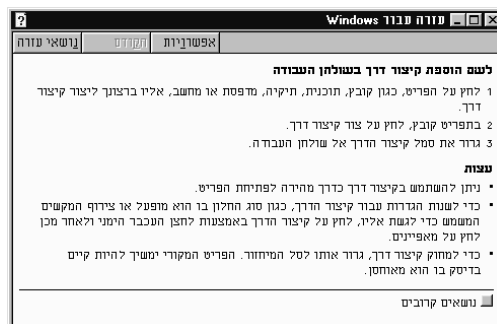 עזרה עבור Windows
נושאי עזרה הקודם אפשרויות
לשם הוספת קיצור דרך בשולחן העבודה
1 לחץ על הפריט, כגון קובץ, תוכנית, תיקיה, מדפסת או מחשב, אליו ברצונך ליצור קיצור
דרך.
2 בתפריט קובץ, לחץ על צור קיצור דרך.
3 גרור את סמל קיצור הדרך אל שולחן העבודה.
עצות
• ניתן להשתמש בקיצור דרך כדרך מהירה לפתיחת הפריט.
• כדי לשנות הגדרות עבור קיצור הדרך, כגון סוג החלון בו הוא מופעל או צירוף המקשים
המשמש כדי לגשת אליו, לחץ על קיצור הדרך באמצעות לחצן העכבר הימני ולאחר מכן
לחץ על מאפיינים.
• כדי למחוק קיצור דרך, גרור אותו לסל המיחזור. הפריט המקורי ימשיך להיות קיים
בדיסק בו הוא מאוחסן.
נושאים קרובים